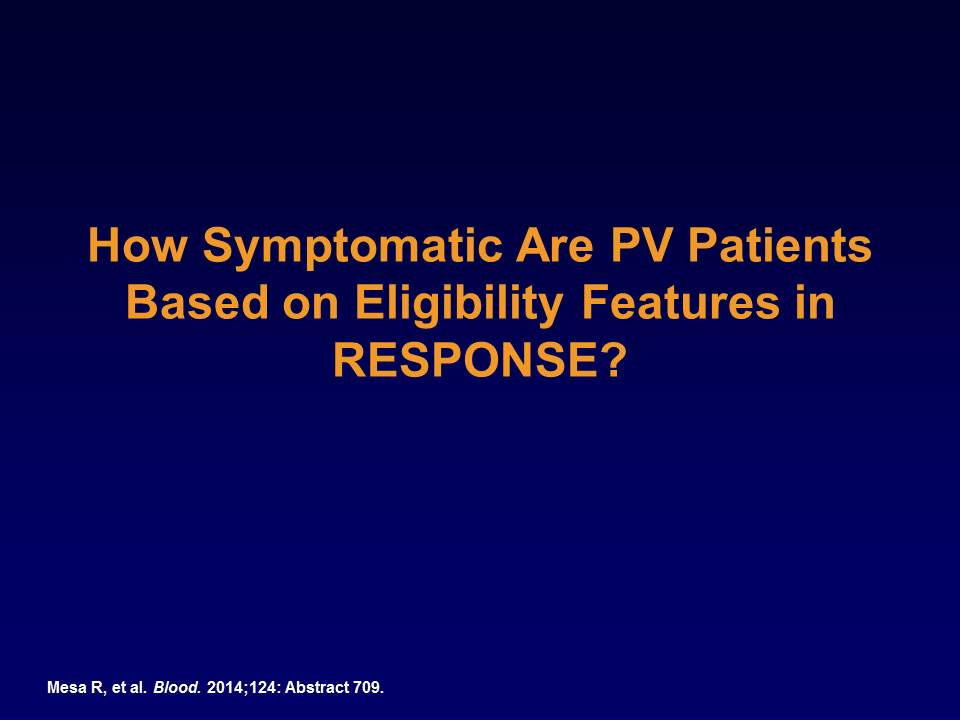 How Symptomatic Are PV Patients
Based on Eligibility Features in
RESPONSE?
Mesa R, et al. Blood. 2014;124: Abstract 709.